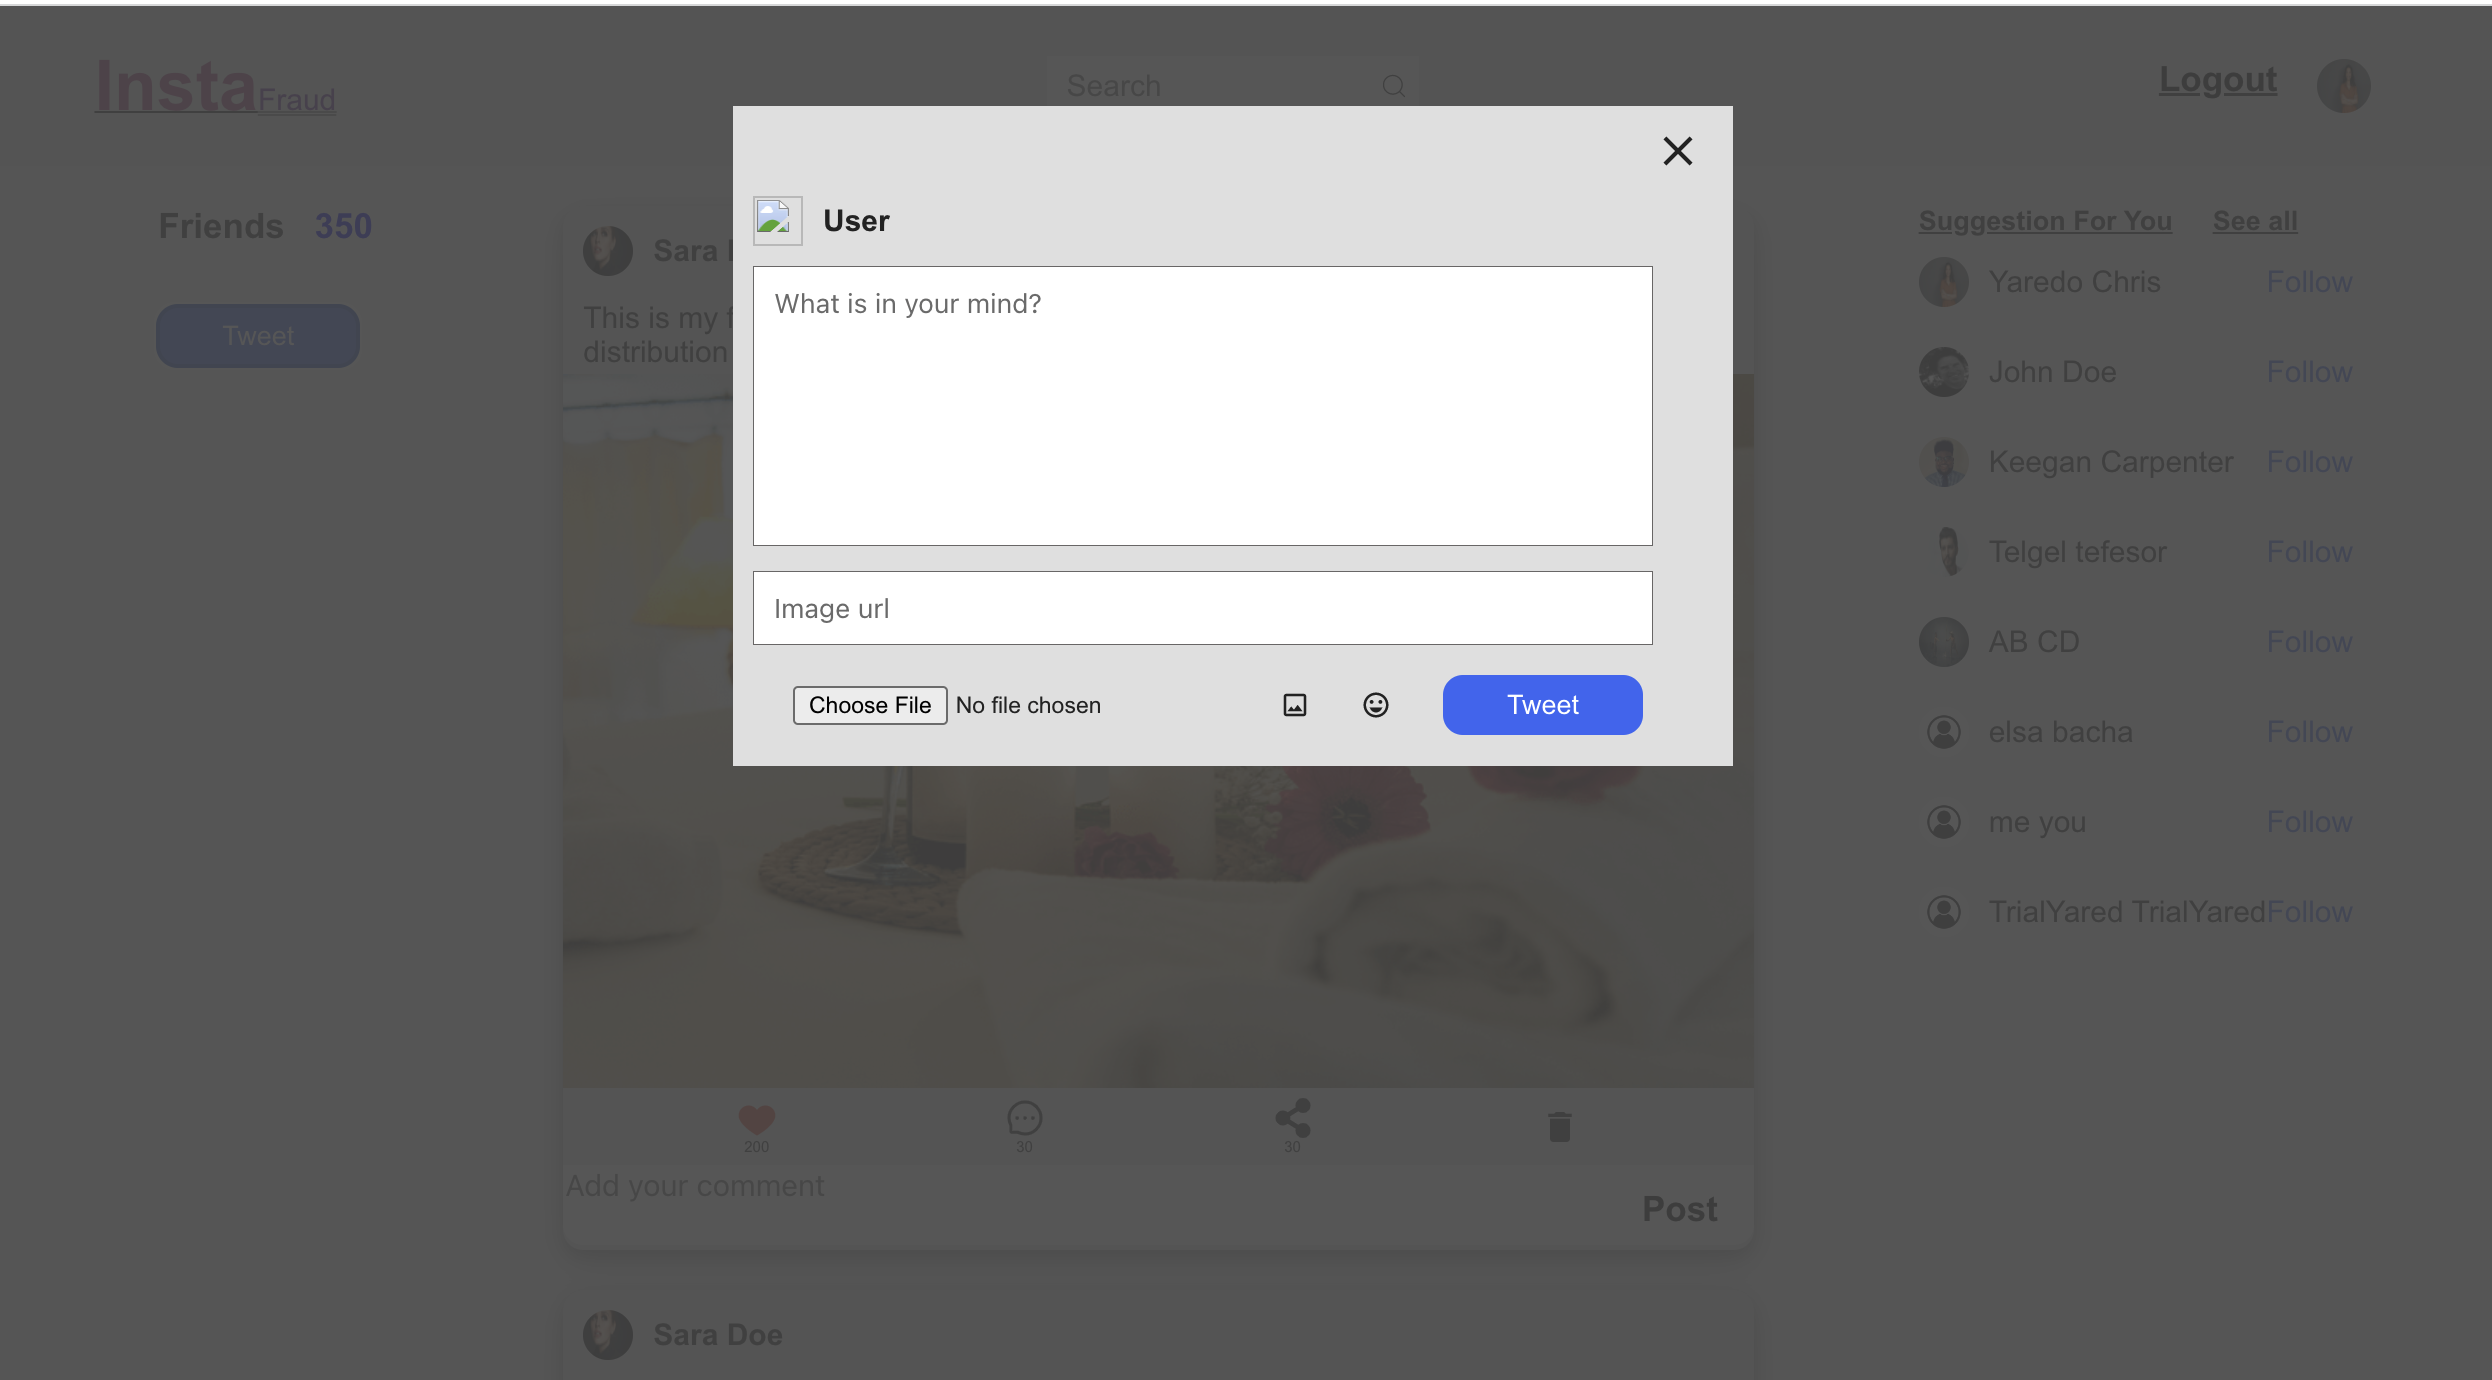 InstaFraud
Search
Logout
Friends 350
Tweet
Sara
This is my
distribution
User
What is in your mind?
Image url
Choose File No file chosen
Tweet
Suggestion For You See all
Yaredo Chris Follow
John Doe Follow
Keegan Carpenter Follow
Telgel tefesor Follow
AB CD Follow
elsa bacha Follow
me you Follow
TrialYared TrialYared Follow
200
30
30
Add your comment
Post
Sara Doe